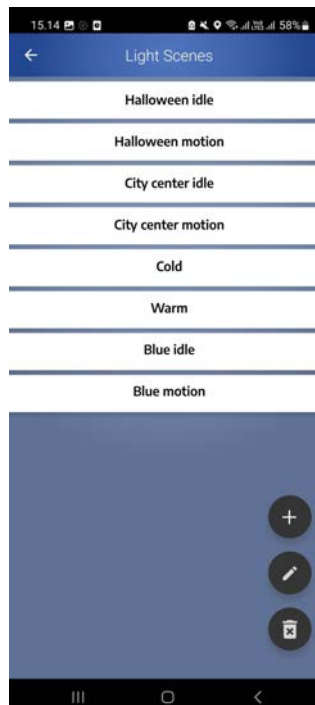 15.14 58%
Light Scenes
Halloween idle
Halloween motion
City center idle
City center motion
Cold
Warm
Blue idle
Blue motion